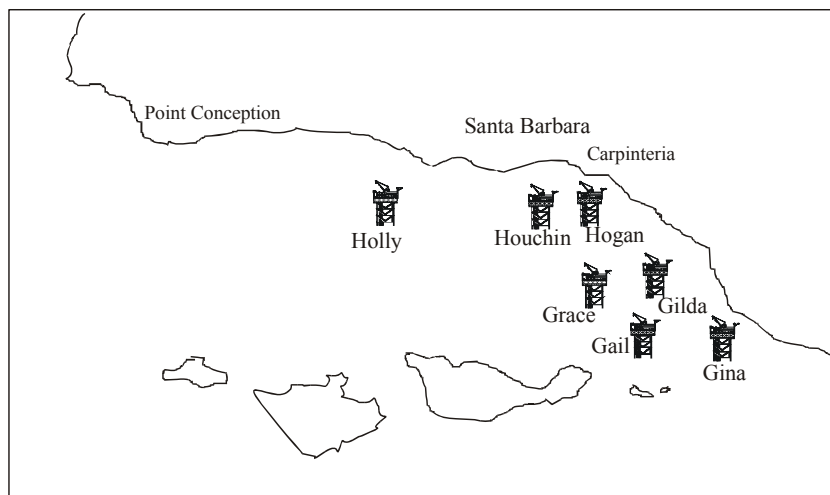 Point Conception
Santa Barbara
Carpinteria
Holly
Houchin
Hogan
Grace
Gilda
Gail
Gina